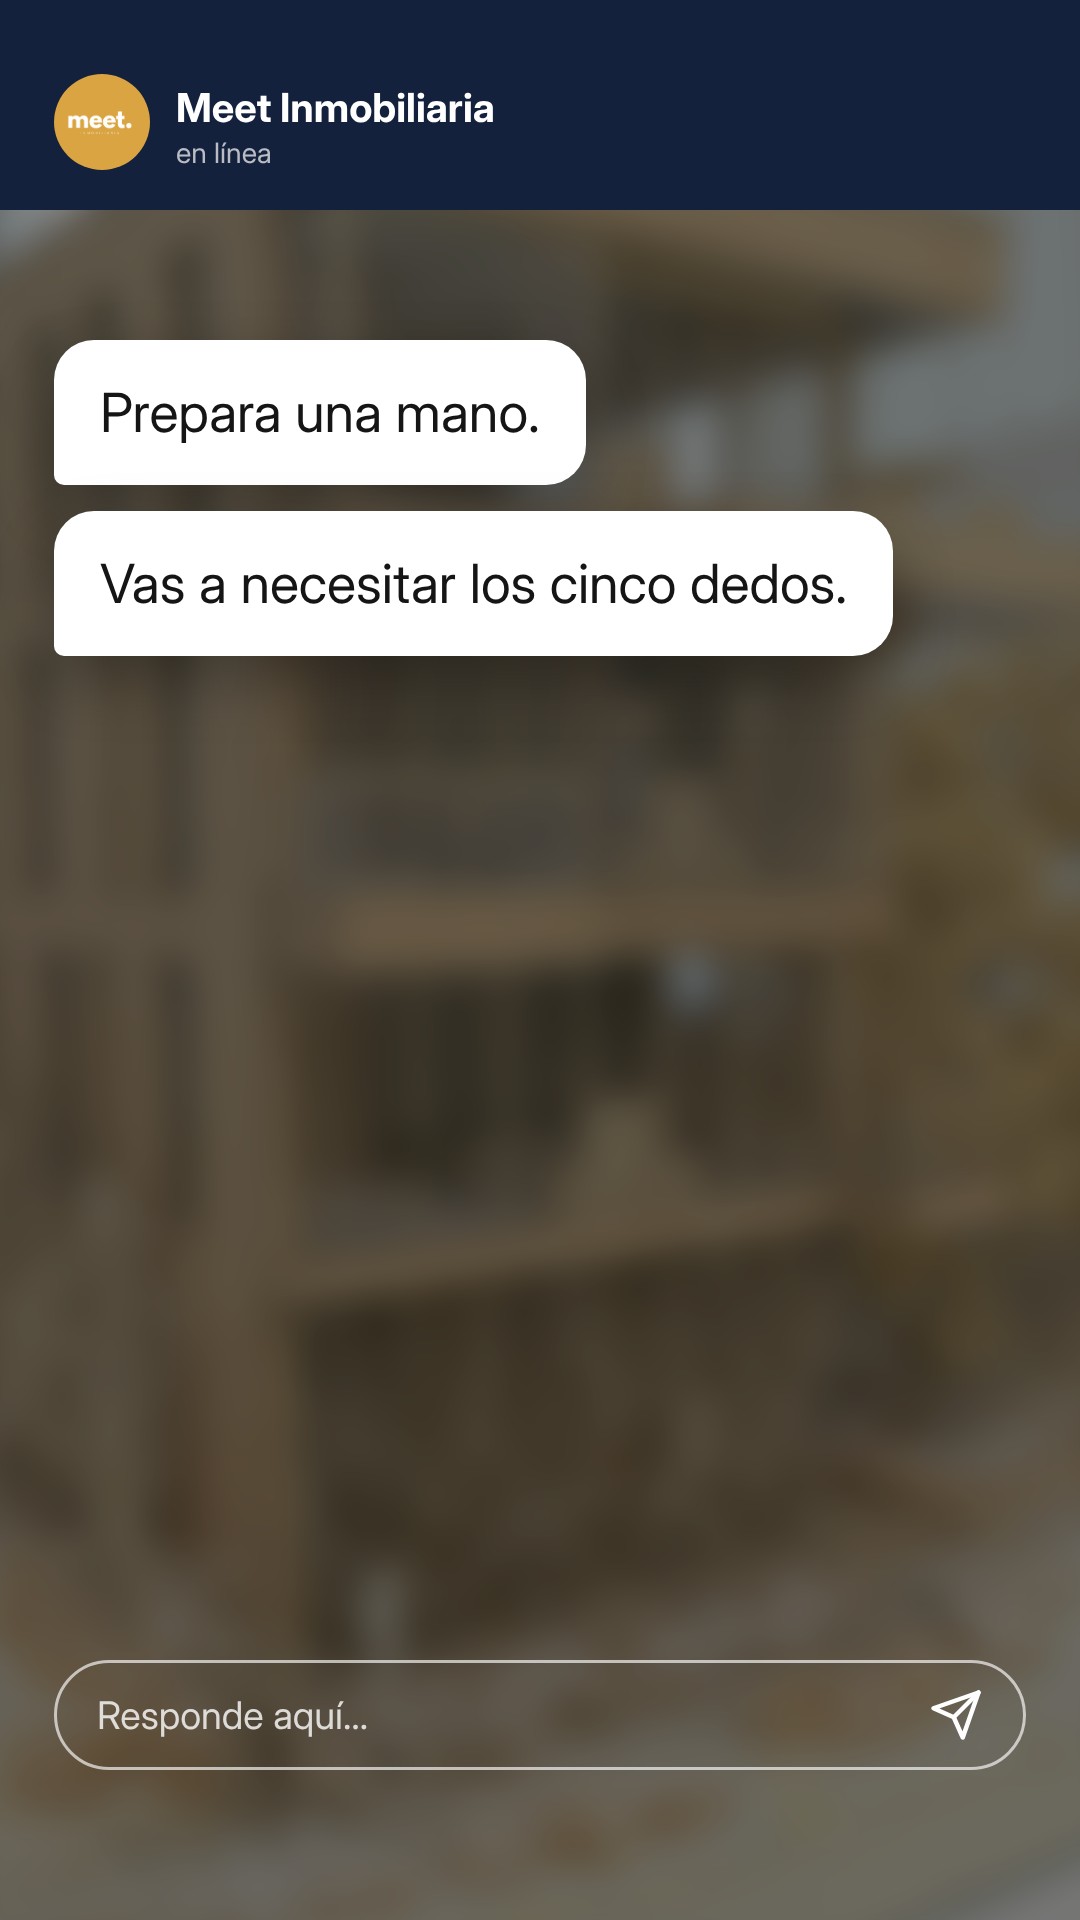 meet.
Meet Inmobiliaria
en línea
Prepara una mano.
Vas a necesitar los cinco dedos.
Responde aquí...